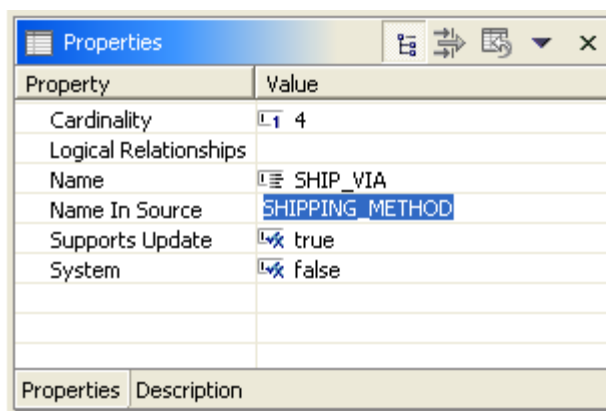 Properties
Property Value
Cardinality 4
Logical Relationships
Name SHIP_VIA
Name In Source SHIPPING_METHOD
Supports Update true
System false
Properties Description